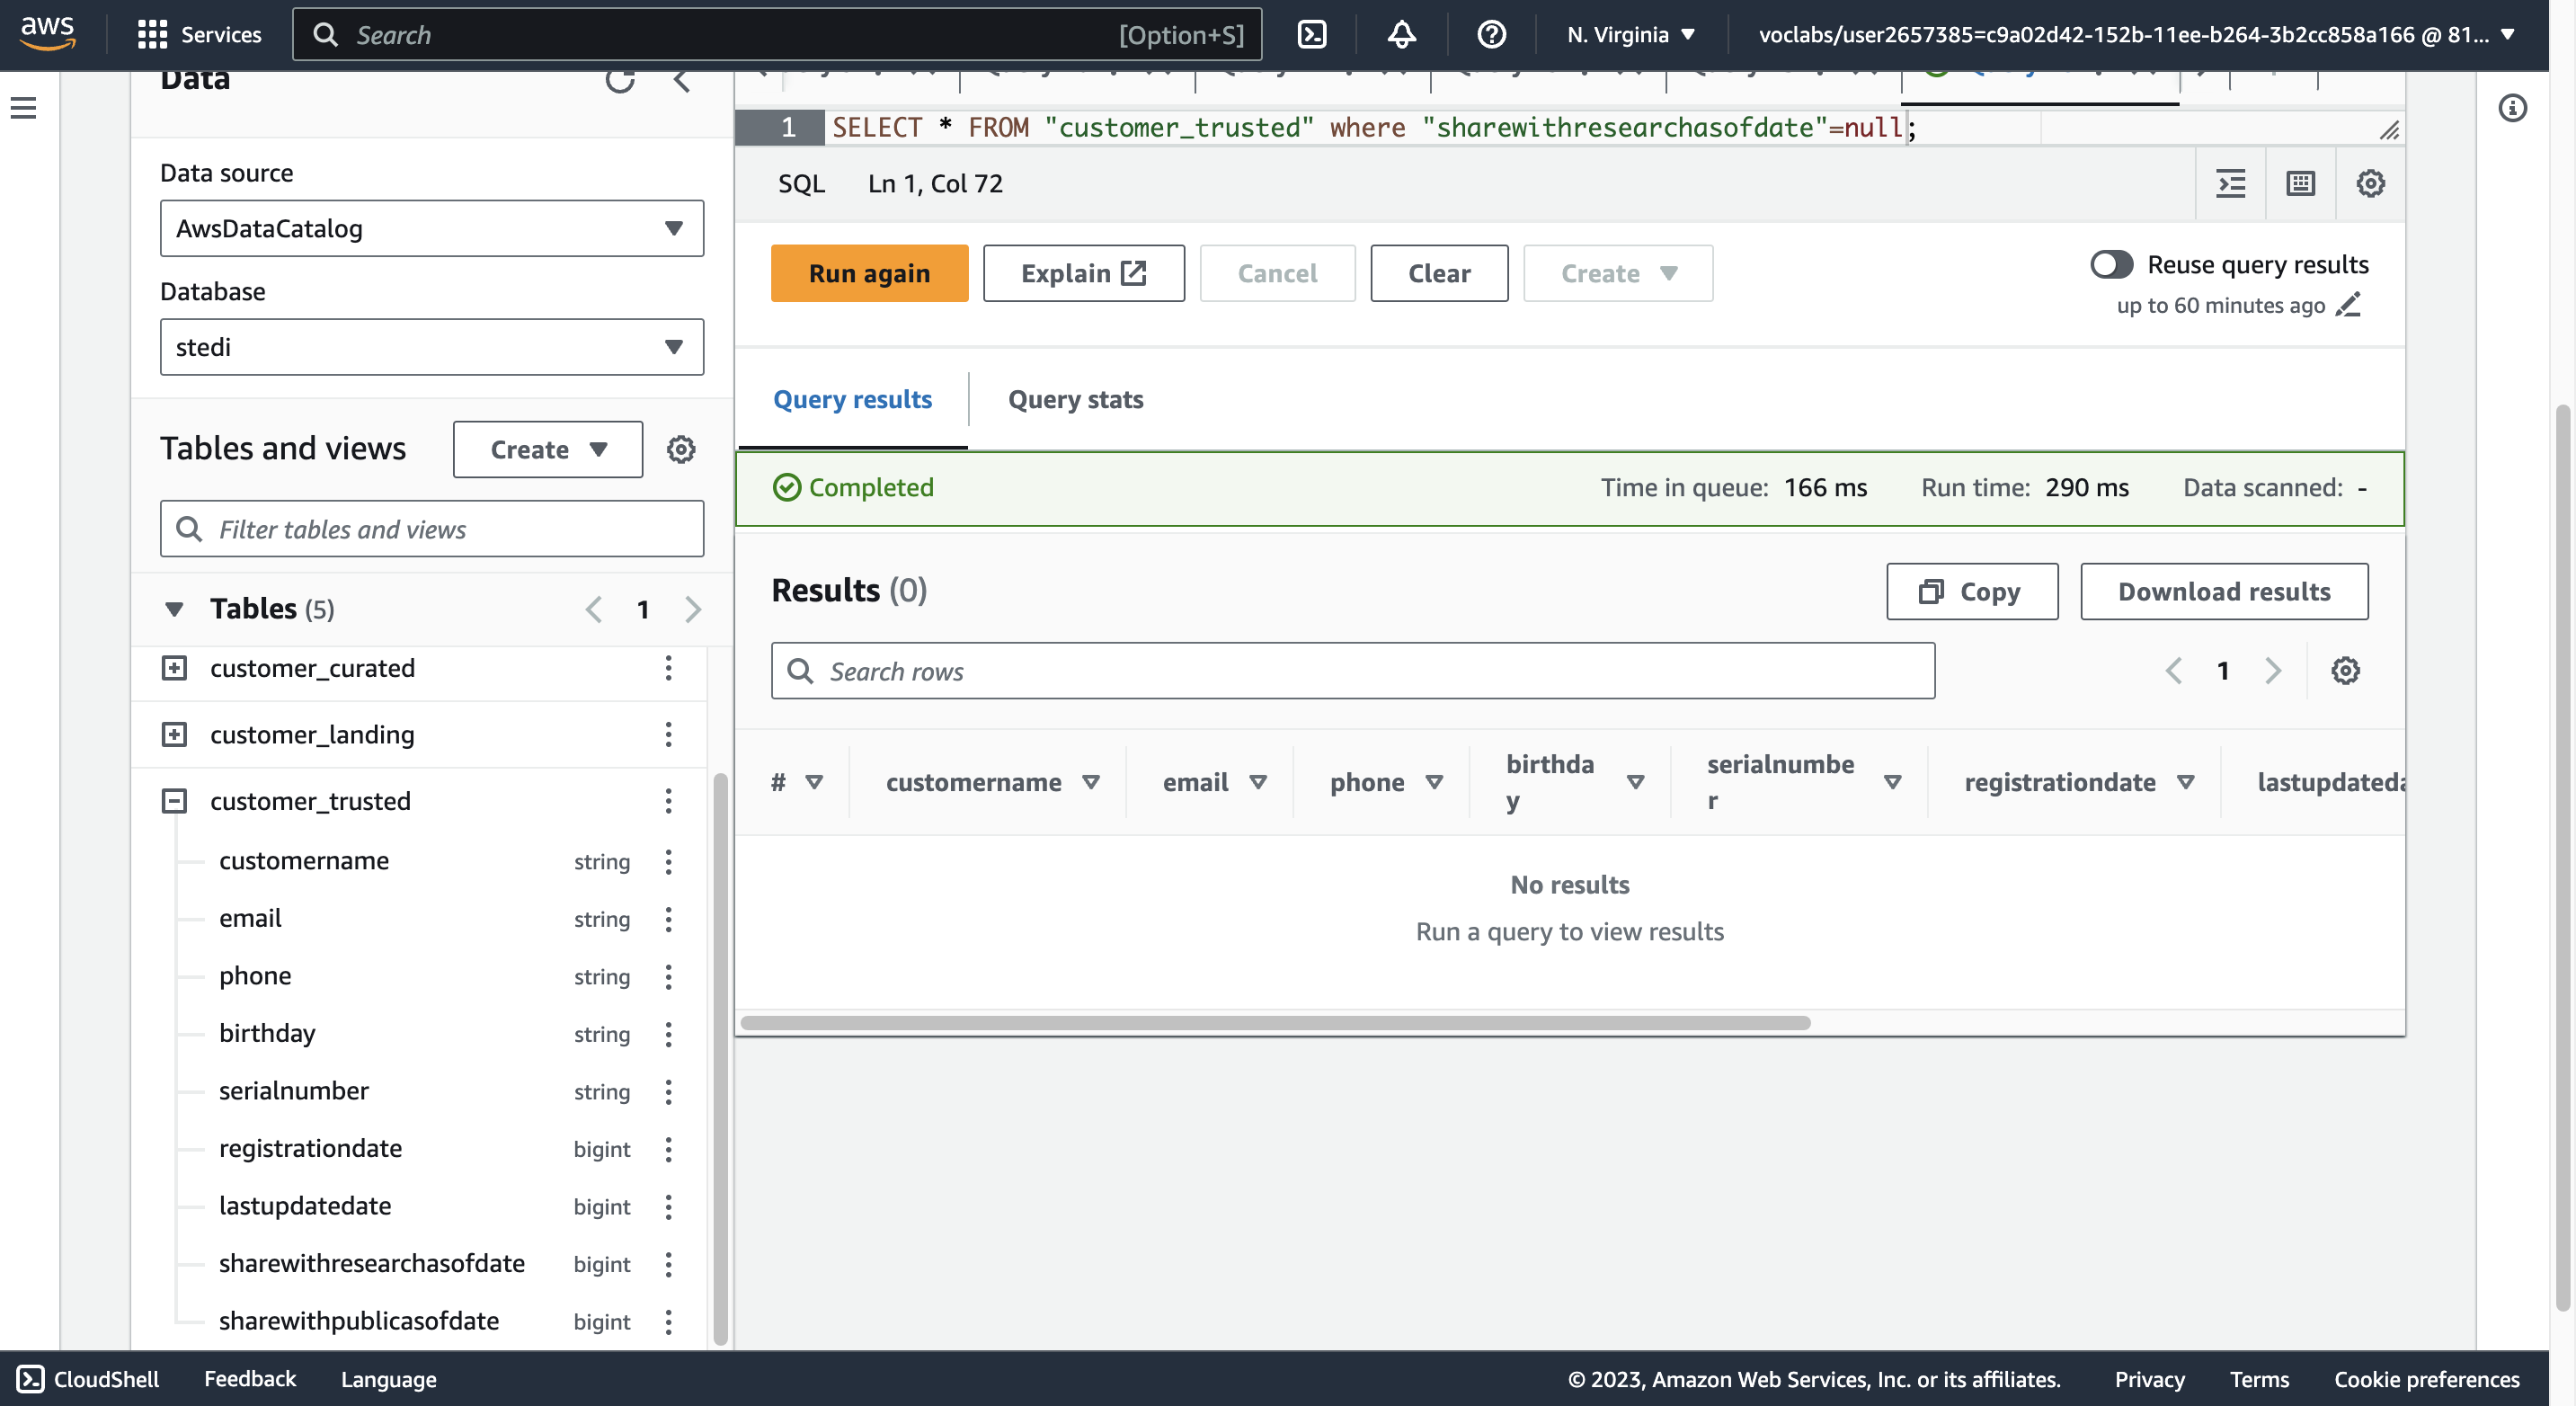 aws
Services
Search
[Option+S]
N. Virginia
voclabs/user2657385=c9a02d42-152b-11ee-b264-3b2cc858a166 @ 81...
Data
Data source
AwsDataCatalog
Database
stedi
Tables and views
Create
Filter tables and views
Tables (5)
1
customer_curated
customer_landing
customer_trusted
customername string
email string
phone string
birthday string
serialnumber string
registrationdate bigint
lastupdatedate bigint
sharewithresearchasofdate bigint
sharewithpublicasofdate bigint
1 SELECT * FROM "customer_trusted" where "sharewithresearchasofdate"=null;
SQL Ln 1, Col 72
Run again
Explain
Cancel
Clear
Create
Reuse query results
up to 60 minutes ago
Query results
Query stats
Completed
Time in queue: 166 ms Run time: 290 ms Data scanned: -
Results (0)
Copy
Download results
Search rows
1
# customername email phone birthda
y serialnumbe
r registrationdate lastupdateda
No results
Run a query to view results
CloudShell Feedback Language
© 2023, Amazon Web Services, Inc. or its affiliates. Privacy Terms Cookie preferences